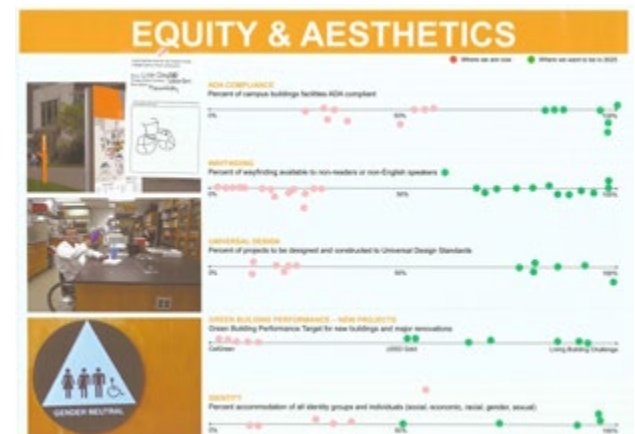 EQUITY & AESTHETICS
Where we are now
Where we want to be in 2025
ADA COMPLIANCE
Percent of campus buildings facilities ADA compliant
0%
50%
100%
WAYFINDING
Percent of wayfinding available to non-readers or non-English speakers
0%
50%
100%
UNIVERSAL DESIGN
Percent of projects to be designed and constructed to Universal Design Standards
0%
50%
100%
GREEN BUILDING PERFORMANCE – NEW PROJECTS
Green Building Performance Target for new buildings and major renovations
CalGreen
LEED Gold
Living Building Challenge
GENDER NEUTRAL
IDENTITY
Percent accommodation of all identity groups and individuals (social, economic, racial, gender, sexual)
0%
50%
100%